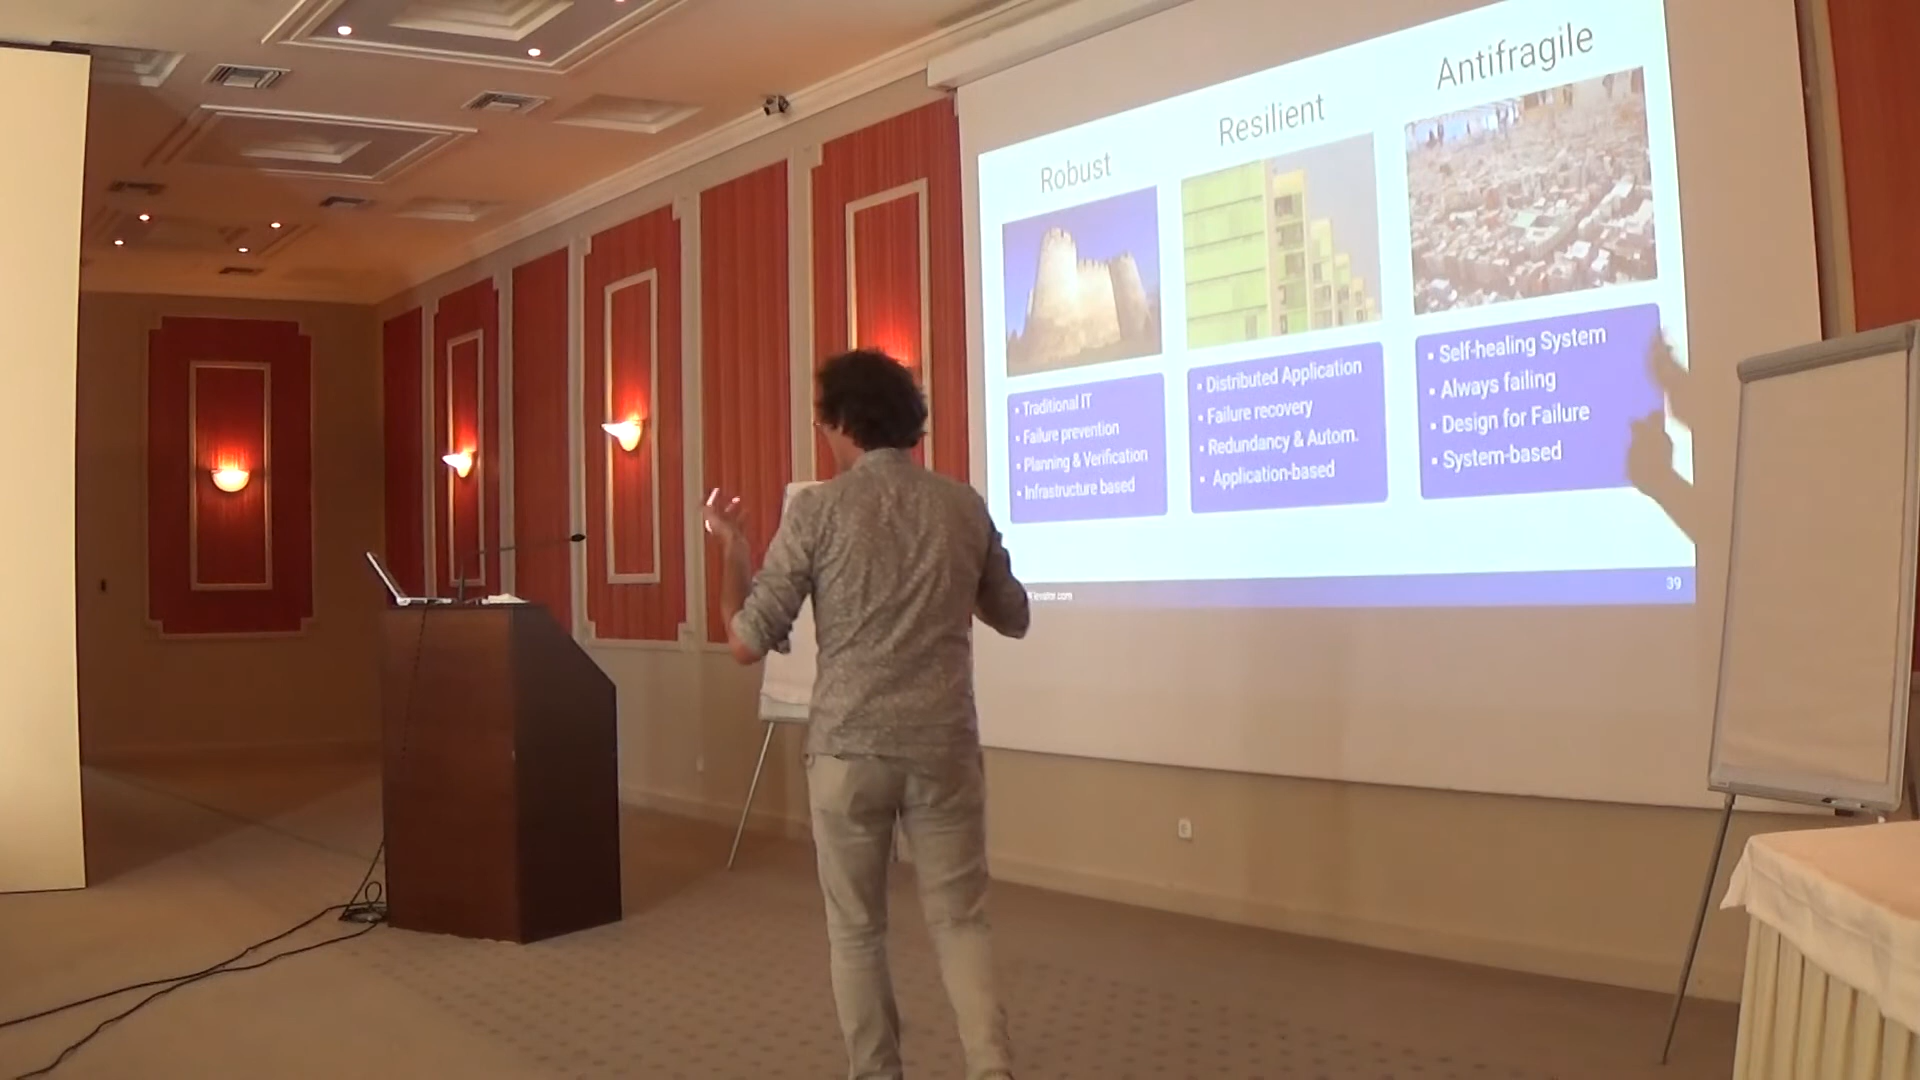 Robust
▪ Traditional IT
▪ Failure prevention
▪ Planning & Verification
▪ Infrastructure based
Resilient
▪ Distributed Application
▪ Failure recovery
▪ Redundancy & Autom.
▪ Application-based
Antifragile
▪ Self-healing System
▪ Always failing
▪ Design for Failure
▪ System-based
39